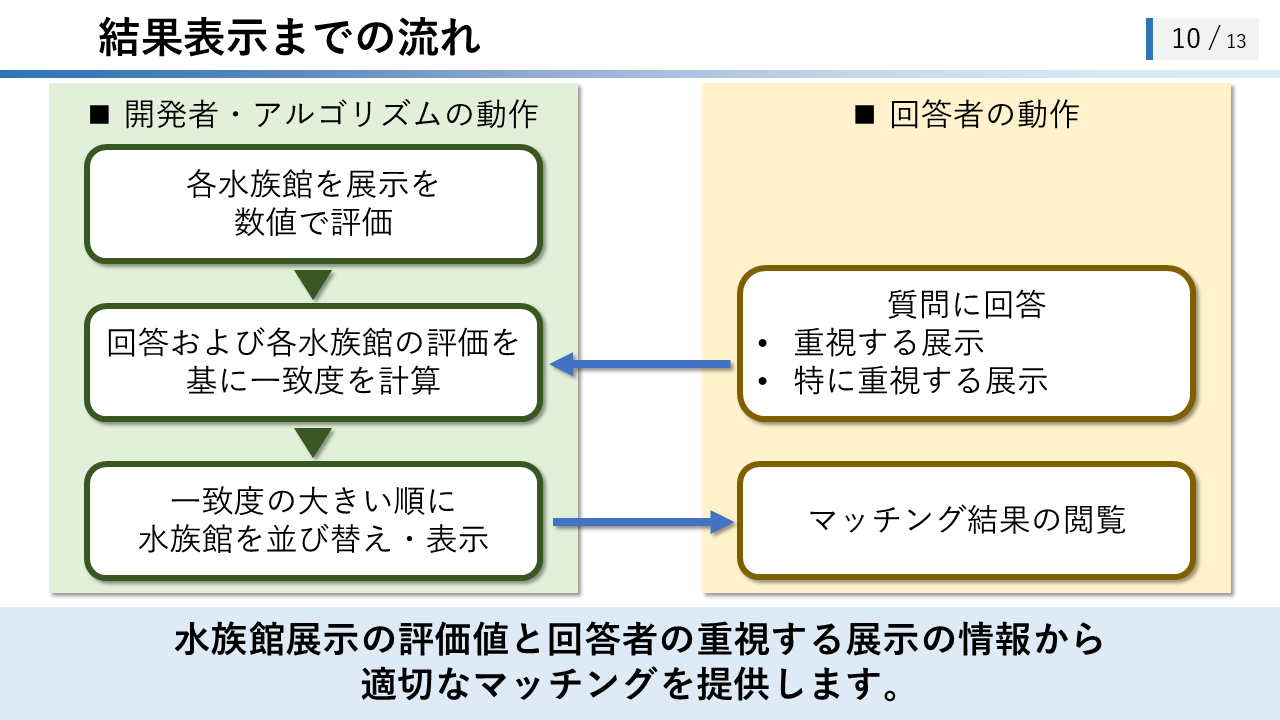 結果表示までの流れ
10 / 13
■ 開発者・アルゴリズムの動作
各水族館を展示を
数値で評価
回答および各水族館の評価を
基に一致度を計算
一致度の大きい順に
水族館を並び替え・表示
■ 回答者の動作
質問に回答
• 重視する展示
• 特に重視する展示
マッチング結果の閲覧
水族館展示の評価値と回答者の重視する展示の情報から
適切なマッチングを提供します。